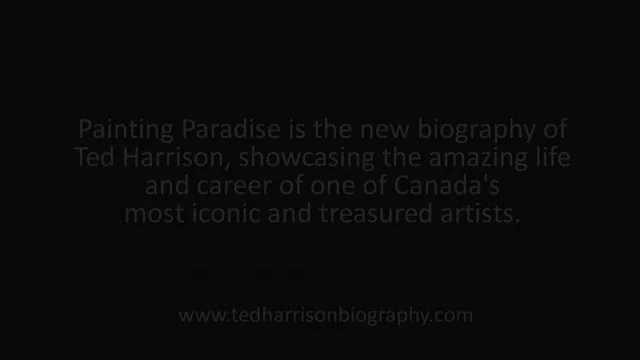 Painting Paradise is the new biography of
Ted Harrison, showcasing the amazing life
and career of one of Canada's
most iconic and treasured artists.
www.tedharrisonbiography.com